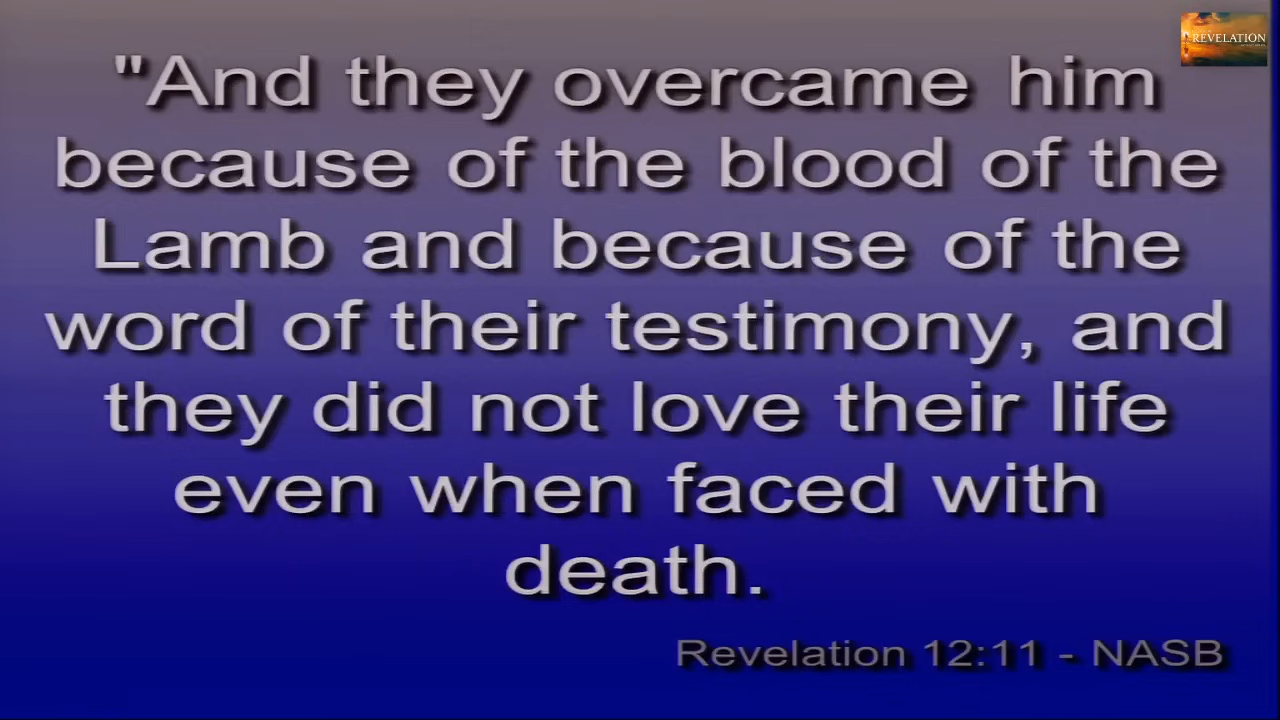 REVELATION
"And they overcame him
because of the blood of the
Lamb and because of the
word of their testimony, and
they did not love their life
even when faced with
death.
Revelation 12:11 - NASB